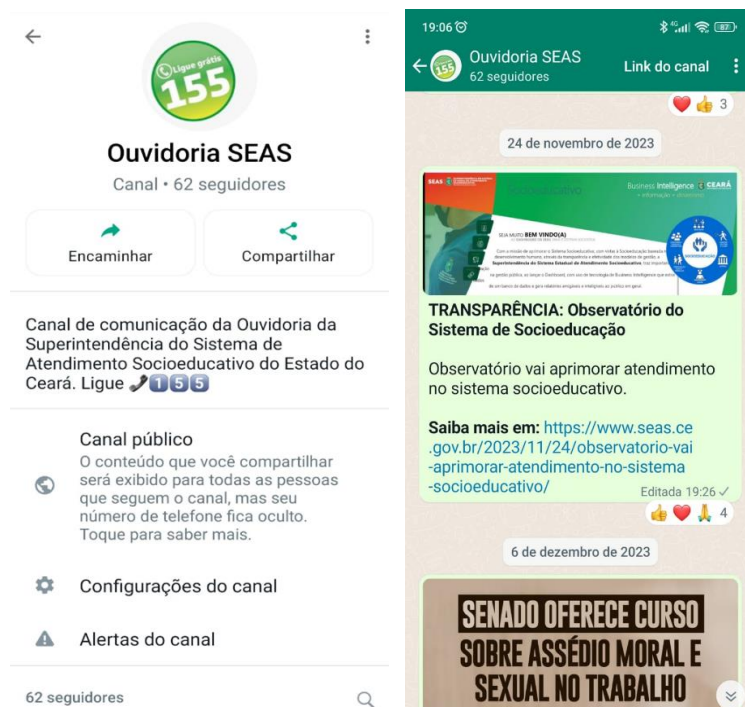 Ligue grátis
155
Ouvidoria SEAS
Canal • 62 seguidores
Encaminhar
Compartilhar
Canal de comunicação da Ouvidoria da
Superintendência do Sistema de
Atendimento Socioeducativo do Estado do
Ceará. Ligue 📞1️⃣5️⃣5️⃣
Canal público
O conteúdo que você compartilhar
será exibido para todas as pessoas
que seguem o canal, mas seu
número de telefone fica oculto.
Toque para saber mais.
Configurações do canal
Alertas do canal
62 seguidores
19:06
4G
87
155
Ouvidoria SEAS
62 seguidores
Link do canal
❤️👍 3
24 de novembro de 2023
SEAS
Business Intelligence
CEARÁ
SEJA MUITO BEM VINDO(A)
TRANSPARÊNCIA: Observatório do
Sistema de Socioeducação
Observatório vai aprimorar atendimento
no sistema socioeducativo.
Saiba mais em: https://www.seas.ce
.gov.br/2023/11/24/observatorio-vai
-aprimorar-atendimento-no-sistema
-socioeducativo/
Editada 19:26
👍❤️🙏 4
6 de dezembro de 2023
SENADO OFERECE CURSO
SOBRE ASSÉDIO MORAL E
SEXUAL NO TRABALHO